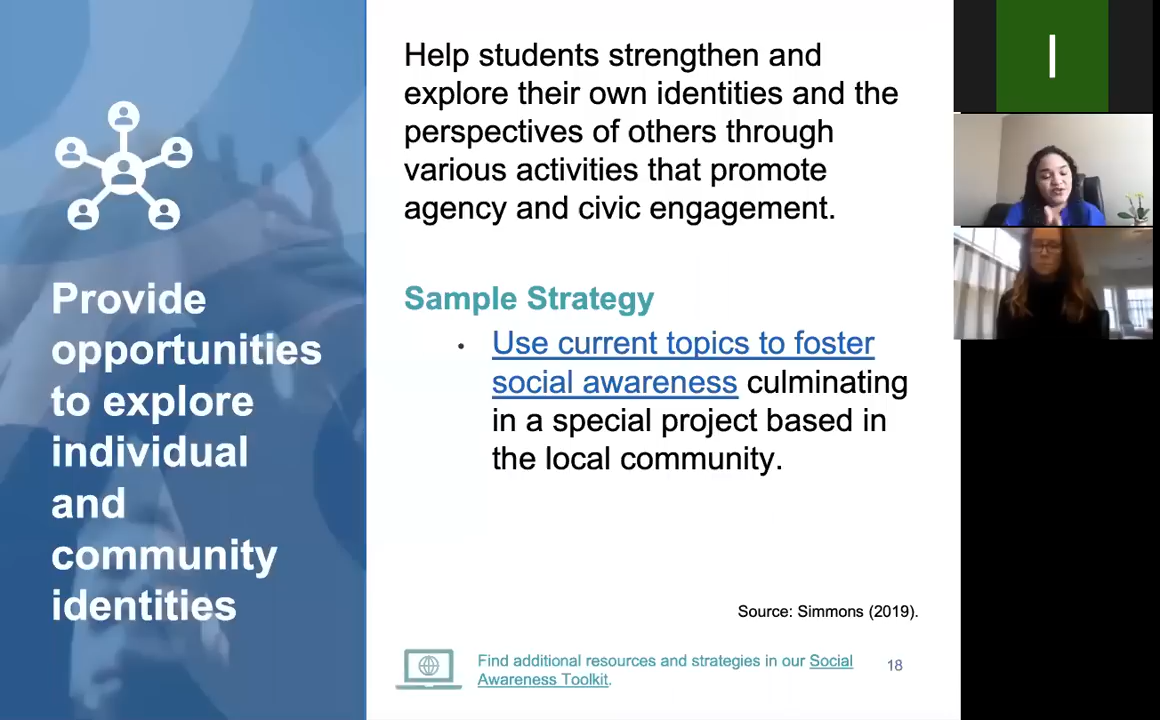 Provide
opportunities
to explore
individual
and
community
identities
Help students strengthen and
explore their own identities and the
perspectives of others through
various activities that promote
agency and civic engagement.
Sample Strategy
• Use current topics to foster
social awareness culminating
in a special project based in
the local community.
Source: Simmons (2019).
Find additional resources and strategies in our Social
Awareness Toolkit.
18
I